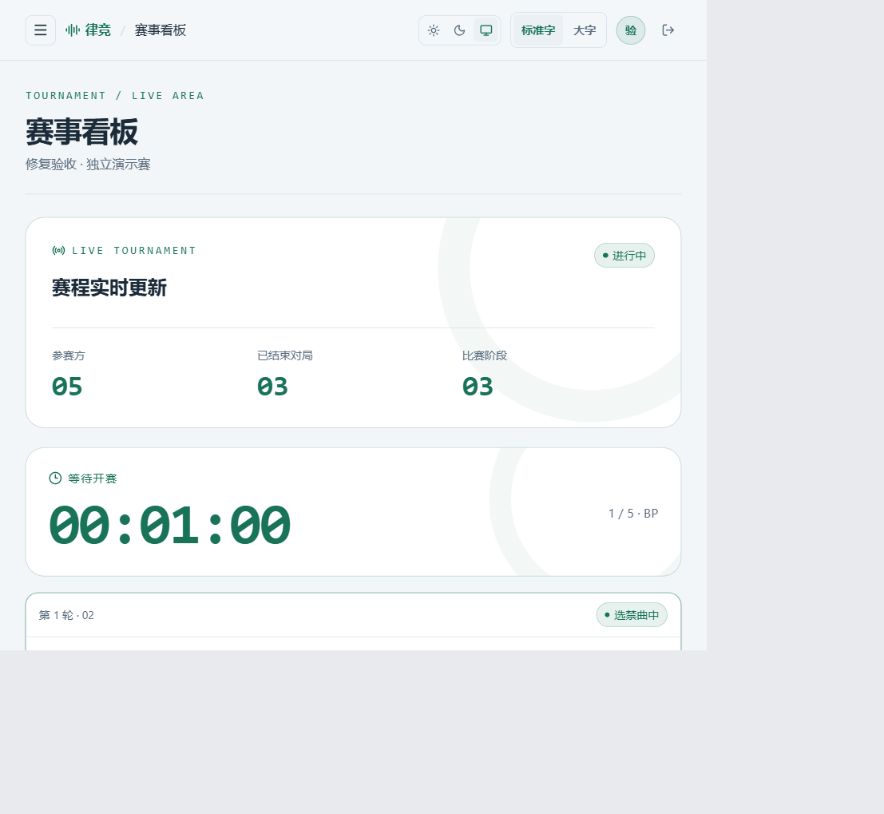 律竞 / 赛事看板
标准字 大字 验
TOURNAMENT / LIVE AREA
赛事看板
修复验收 · 独立演示赛
LIVE TOURNAMENT
进行中
赛程实时更新
参赛方 已结束对局 比赛阶段
05 03 03
等待开赛
00:01:00
1 / 5 · BP
第 1 轮 · 02
选禁曲中